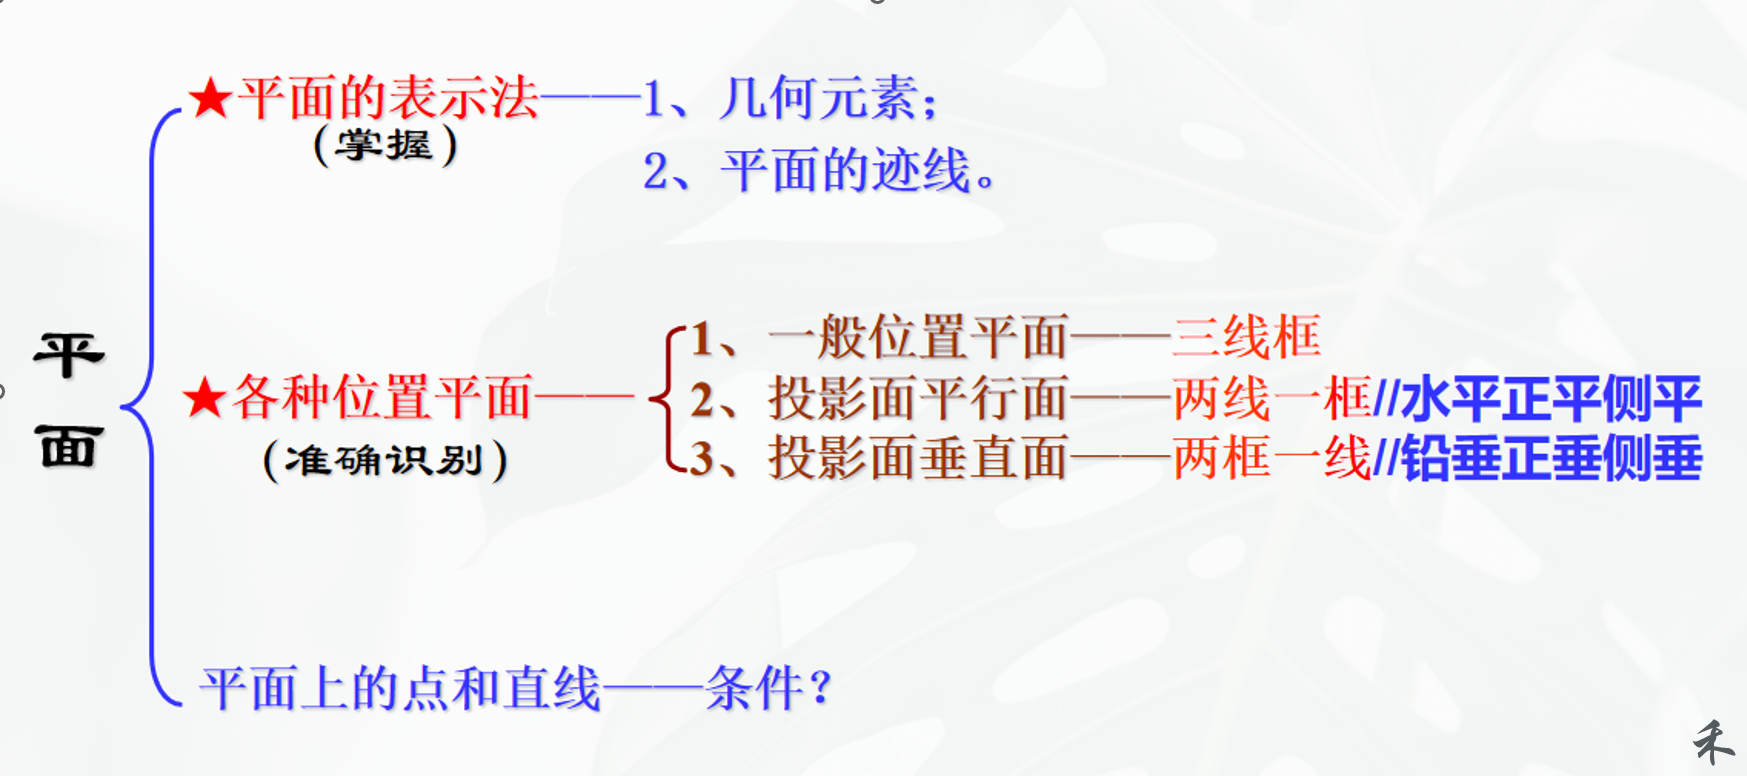 平面
★平面的表示法——1、几何元素；
(掌握)
2、平面的迹线。
★各种位置平面——
(准确识别)
1、一般位置平面——三线框
2、投影面平行面——两线一框//水平正平侧平
3、投影面垂直面——两框一线//铅垂正垂侧垂
平面上的点和直线——条件？
禾